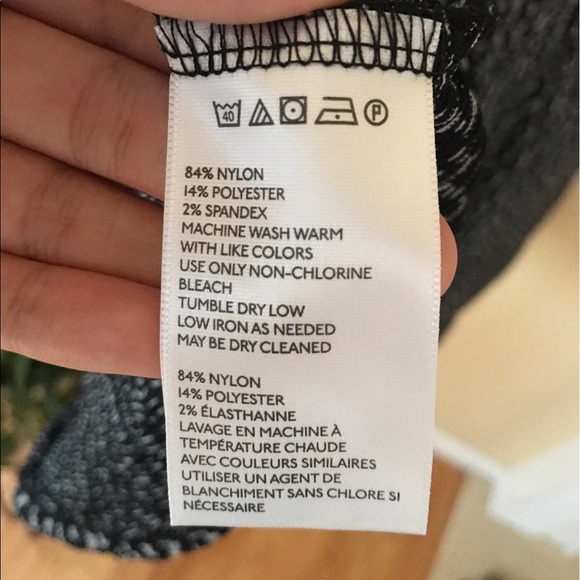 40 P
84% NYLON
14% POLYESTER
2% SPANDEX
MACHINE WASH WARM
WITH LIKE COLORS
USE ONLY NON-CHLORINE
BLEACH
TUMBLE DRY LOW
LOW IRON AS NEEDED
MAY BE DRY CLEANED
84% NYLON
14% POLYESTER
2% ÉLASTHANNE
LAVAGE EN MACHINE À
TEMPÉRATURE CHAUDE
AVEC COULEURS SIMILAIRES
UTILISER UN AGENT DE
BLANCHIMENT SANS CHLORE SI
NÉCESSAIRE